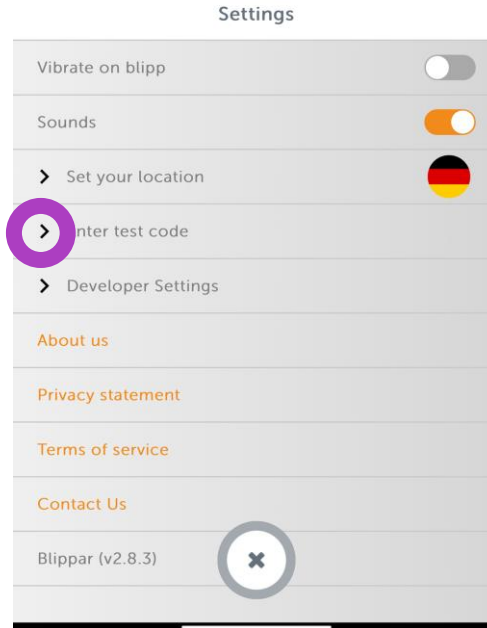 Settings
Vibrate on blipp
Sounds
Set your location
nter test code
Developer Settings
About us
Privacy statement
Terms of service
Contact Us
Blippar (v2.8.3)